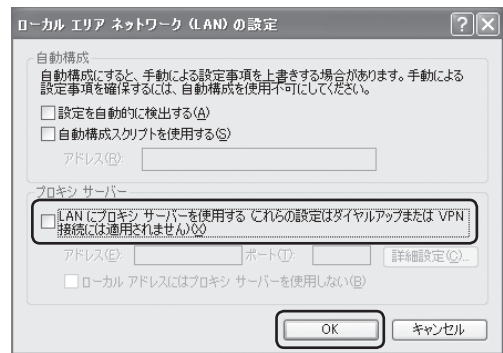 ローカル エリア ネットワーク (LAN) の設定
自動構成
自動構成にすると、手動による設定事項を上書きする場合があります。手動による
設定事項を確保するには、自動構成を使用不可にしてください。
設定を自動的に検出する(A)
自動構成スクリプトを使用する(S)
アドレス(R):
プロキシ サーバー
LAN にプロキシ サーバーを使用する (これらの設定はダイヤルアップまたは VPN
接続には適用されません)(X)
アドレス(E): ポート(T): 詳細設定(C)...
ローカル アドレスにはプロキシ サーバーを使用しない(B)
OK キャンセル